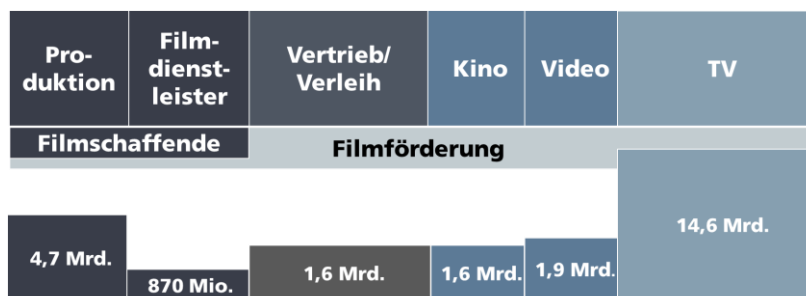 Pro-
duktion
Film-
dienst-
leister
Vertrieb/
Verleih
Kino
Video
TV
Filmschaffende
Filmförderung
4,7 Mrd.
870 Mio.
1,6 Mrd.
1,6 Mrd.
1,9 Mrd.
14,6 Mrd.